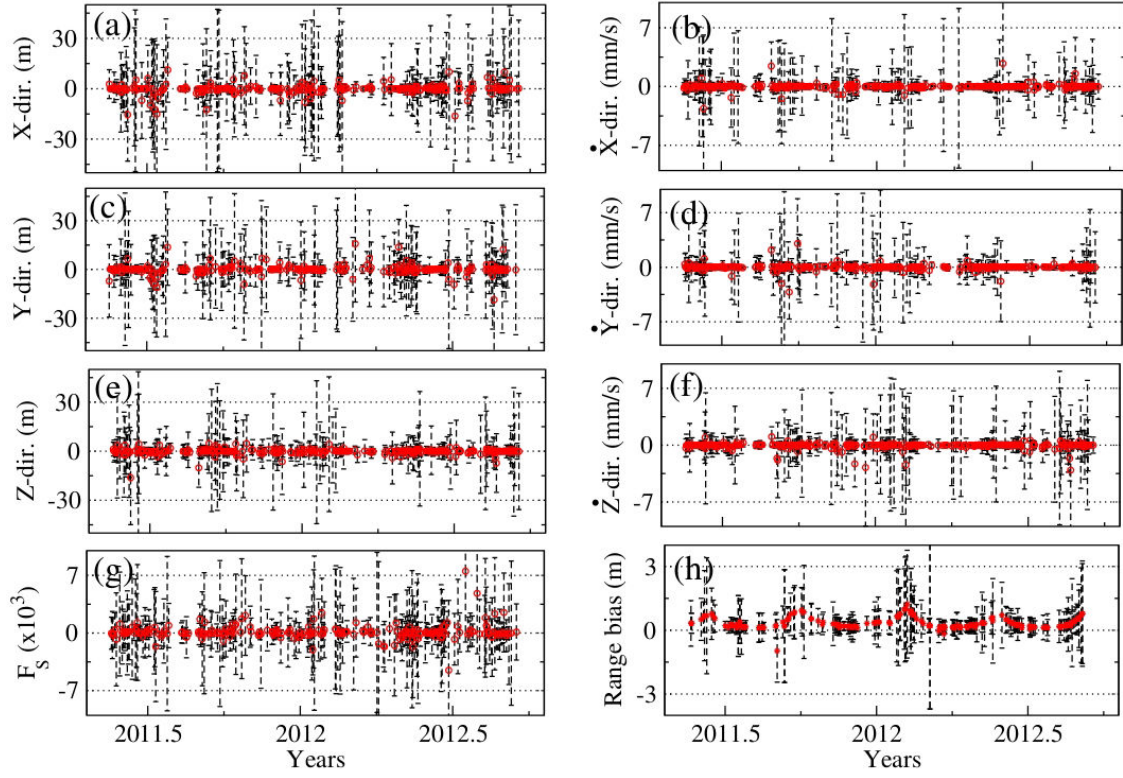 (a)
X-dir. (m)
30
0
-30
(b)
Ẋ-dir. (mm/s)
7
0
-7
(c)
Y-dir. (m)
30
0
-30
(d)
Ẏ-dir. (mm/s)
7
0
-7
(e)
Z-dir. (m)
30
0
-30
(f)
Ż-dir. (mm/s)
7
0
-7
(g)
F_S (x10³)
7
0
-7
(h)
Range bias (m)
3
0
-3
2011.5 2012 2012.5
Years
2011.5 2012 2012.5
Years